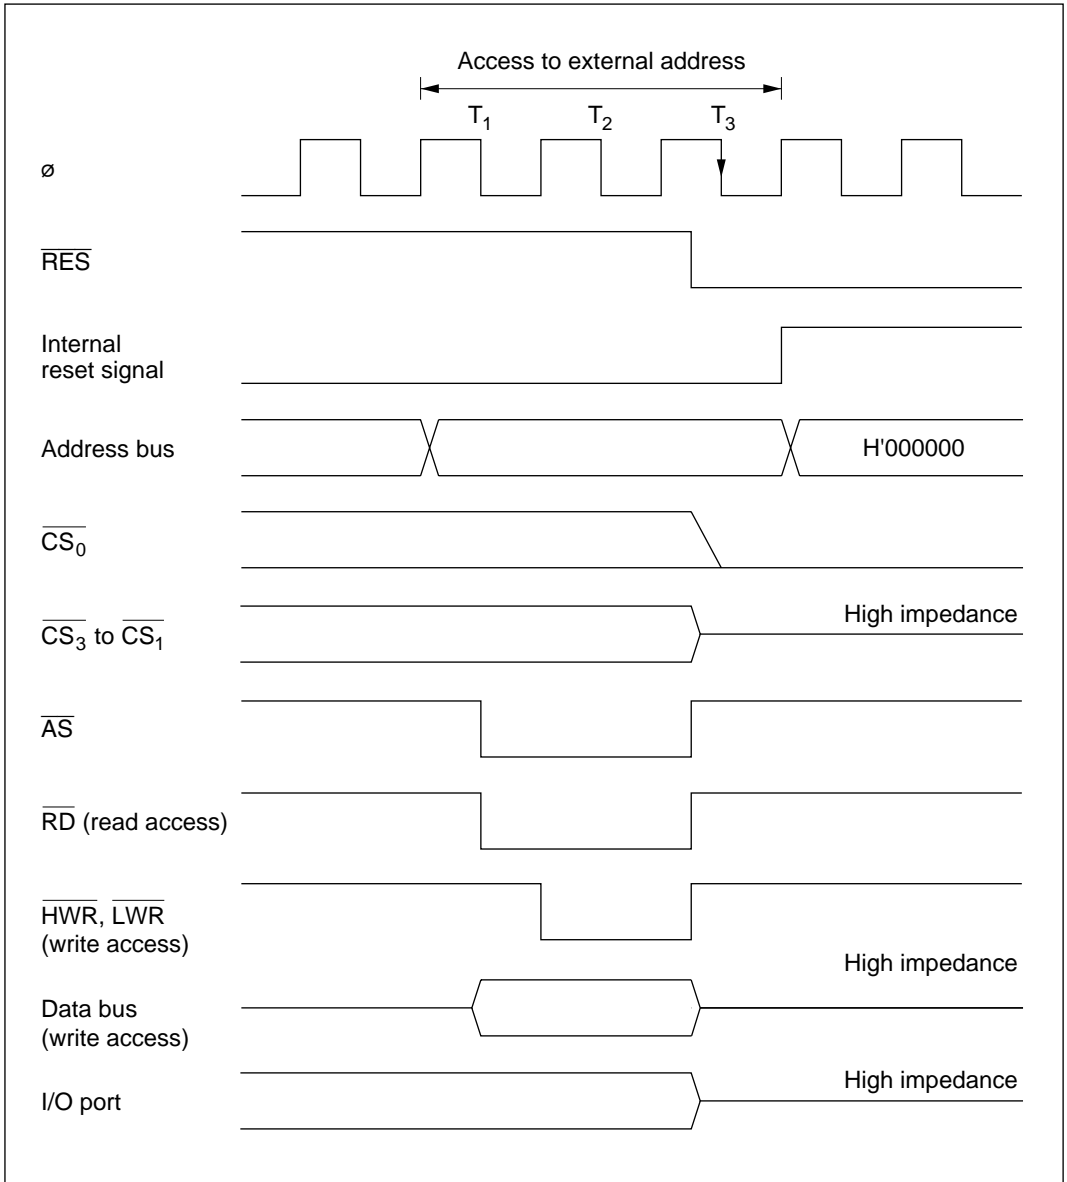 Access to external address
T1 T2 T3
ø
RES
Internal
reset signal
Address bus H'000000
CS0
CS3 to CS1 High impedance
AS
RD (read access)
HWR, LWR
(write access)
High impedance
Data bus
(write access)
I/O port High impedance